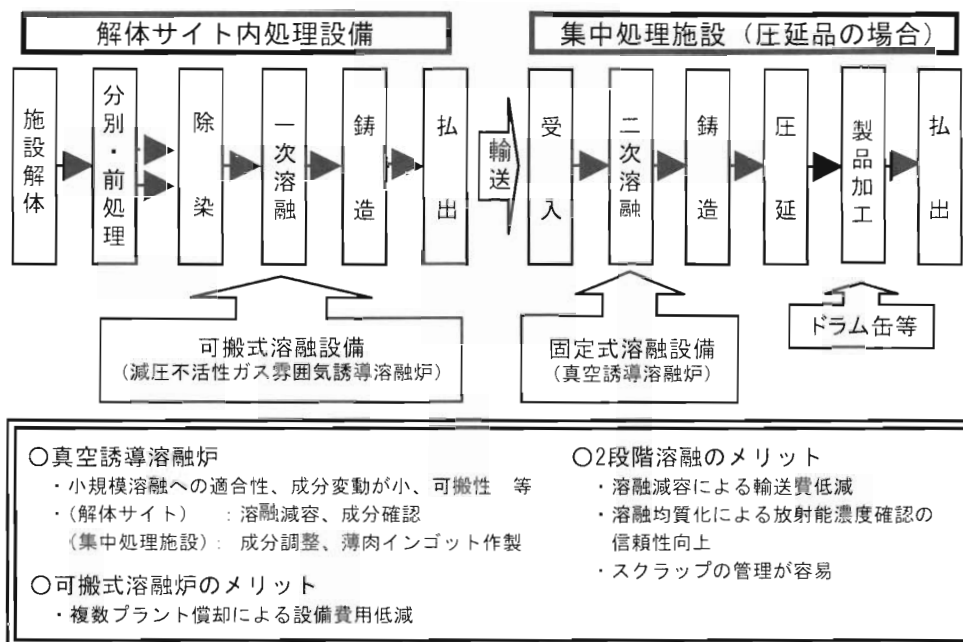 解体サイト内処理設備
集中処理施設（圧延品の場合）
施設解体
分別・前処理
除染
一次溶融
鋳造
払出
輸送
受入
二次溶融
鋳造
圧延
製品加工
払出
可搬式溶融設備
(減圧不活性ガス雰囲気誘導溶融炉)
固定式溶融設備
(真空誘導溶融炉)
ドラム缶等
○真空誘導溶融炉
・小規模溶融への適合性、成分変動が小、可搬性 等
・(解体サイト) : 溶融減容、成分確認
(集中処理施設): 成分調整、薄肉インゴット作製
○可搬式溶融炉のメリット
・複数プラント償却による設備費用低減
○2段階溶融のメリット
・溶融減容による輸送費低減
・溶融均質化による放射能濃度確認の
信頼性向上
・スクラップの管理が容易